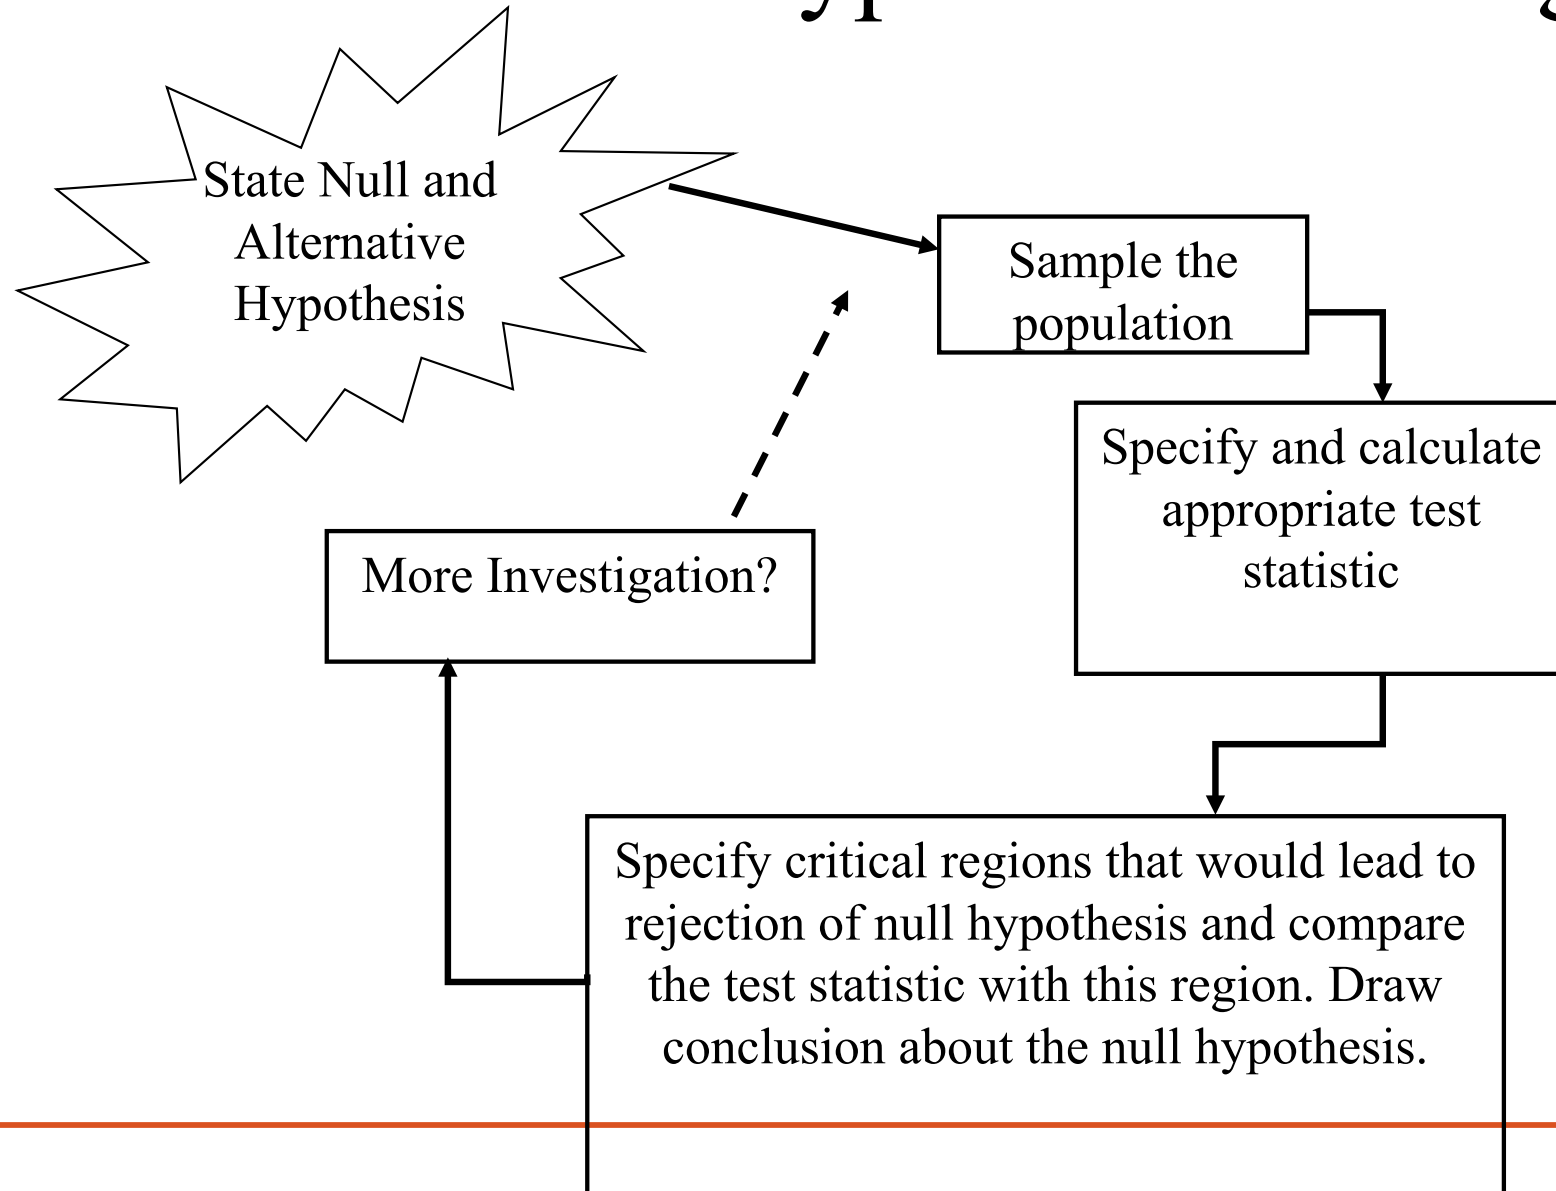 State Null and
Alternative
Hypothesis
Sample the
population
Specify and calculate
appropriate test
statistic
More Investigation?
Specify critical regions that would lead to
rejection of null hypothesis and compare
the test statistic with this region. Draw
conclusion about the null hypothesis.